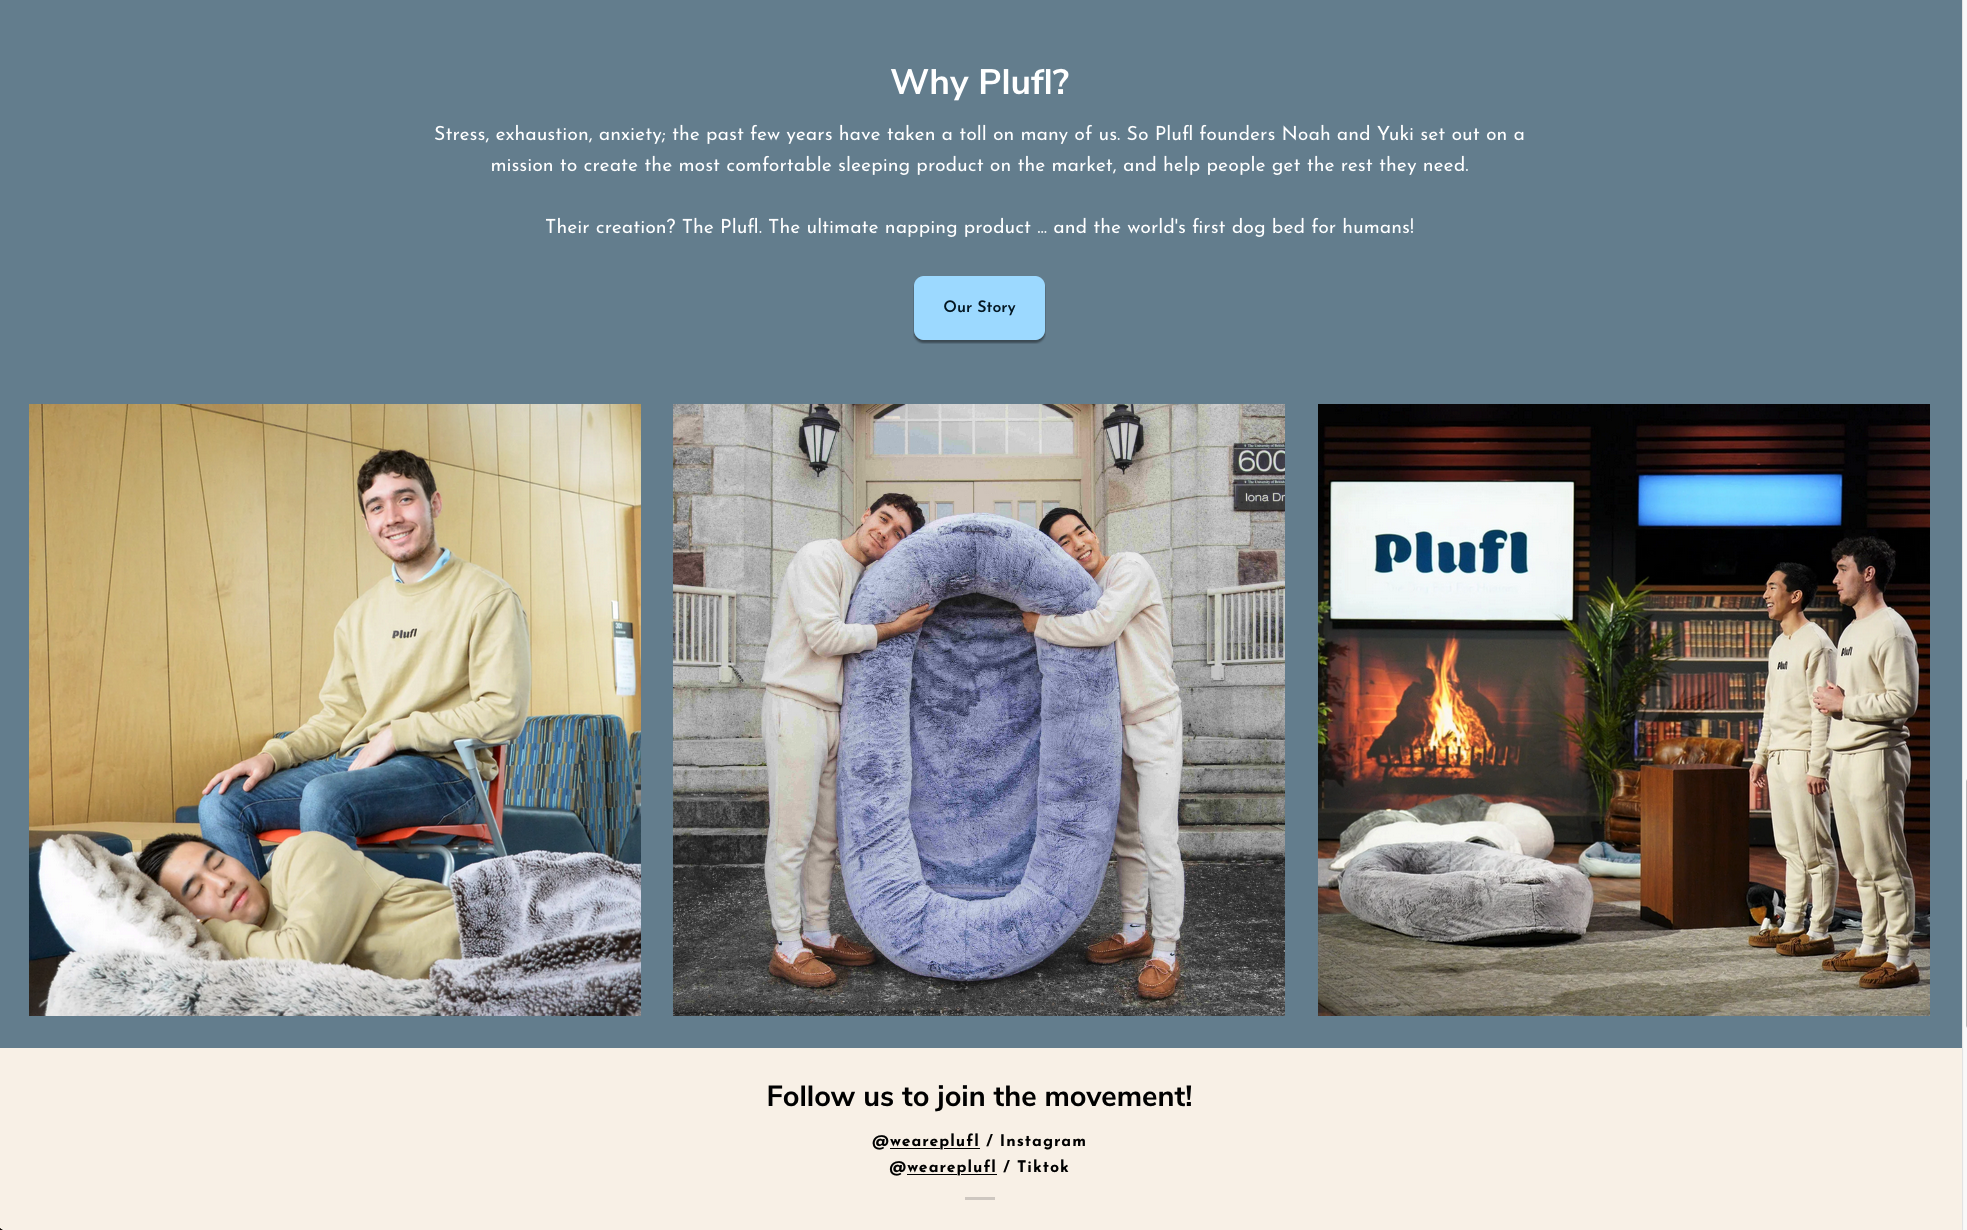 Why Plufl?
Stress, exhaustion, anxiety; the past few years have taken a toll on many of us. So Plufl founders Noah and Yuki set out on a
mission to create the most comfortable sleeping product on the market, and help people get the rest they need.
Their creation? The Plufl. The ultimate napping product ... and the world's first dog bed for humans!
Our Story
Plufl
600
Iona Dr
Plufl
Plufl
Plufl
Follow us to join the movement!
@weareplufl / Instagram
@weareplufl / Tiktok